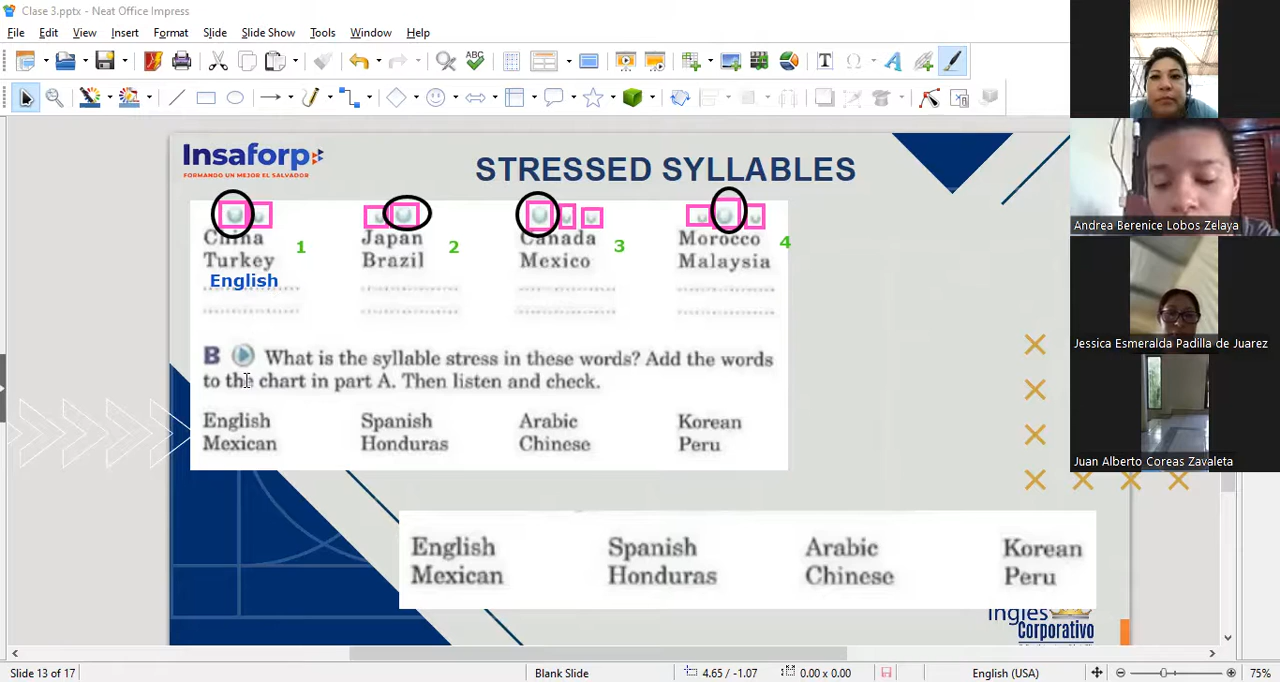 Clase 3.pptx - Neat Office Impress
File Edit View Insert Format Slide Slide Show Tools Window Help
Insaforp
FORMANDO UN MEJOR EL SALVADOR
STRESSED SYLLABLES
China Japan Canada Morocco
1 2 3 4
Turkey Brazil Mexico Malaysia
English
B What is the syllable stress in these words? Add the words
to the chart in part A. Then listen and check.
English Spanish Arabic Korean
Mexican Honduras Chinese Peru
English Spanish Arabic Korean
Mexican Honduras Chinese Peru
Inglés
Corporativo
Andrea Berenice Lobos Zelaya
Jessica Esmeralda Padilla de Juarez
Juan Alberto Coreas Zavaleta
Slide 13 of 17 Blank Slide 4.65 / -1.07 0.00 x 0.00 English (USA) 75%